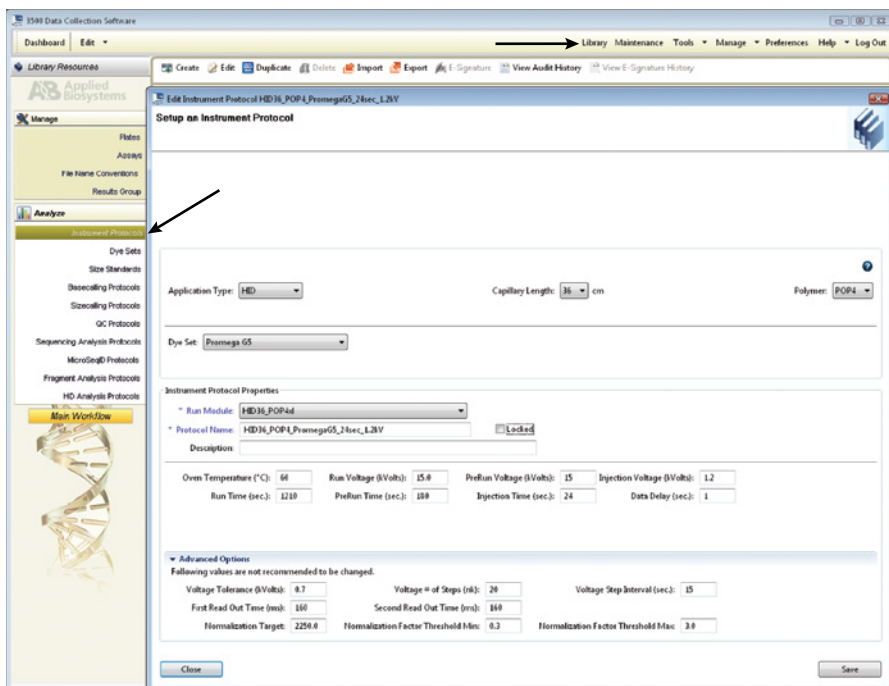 3500 Data Collection Software
Dashboard Edit Library Maintenance Tools Manage Preferences Help Log Out
Library Resources Create Edit Duplicate Delete Import Export E-Signature View Audit History View E-Signature History
AB Applied Biosystems
Edit Instrument Protocol HID36_POP4_PromegaG5_24sec_1.2kV
Setup an Instrument Protocol
Manage
Plates
Assays
File Name Conventions
Results Group
Analyze
Instrument Protocols
Dye Sets
Size Standards
Basecalling Protocols
Sizecalling Protocols
QC Protocols
Sequencing Analysis Protocols
MicroSeqID Protocols
Fragment Analysis Protocols
HID Analysis Protocols
Main Workflow
Application Type: HID Capillary Length: 36 cm Polymer: POP4
Dye Set: Promega G5
Instrument Protocol Properties
* Run Module: HID36_POP4xl
* Protocol Name: HID36_POP4_PromegaG5_24sec_1.2kV Locked
Description:
Oven Temperature (°C): 60 Run Voltage (kVolts): 15.0 PreRun Voltage (kVolts): 15 Injection Voltage (kVolts): 1.2
Run Time (sec.): 1210 PreRun Time (sec.): 180 Injection Time (sec.): 24 Data Delay (sec.): 1
Advanced Options
Following values are not recommended to be changed.
Voltage Tolerance (kVolts): 0.7 Voltage # of Steps (nk): 20 Voltage Step Interval (sec.): 15
First Read Out Time (ms): 160 Second Read Out Time (ms): 160
Normalization Target: 2250.0 Normalization Factor Threshold Min: 0.3 Normalization Factor Threshold Max: 3.0
Close Save